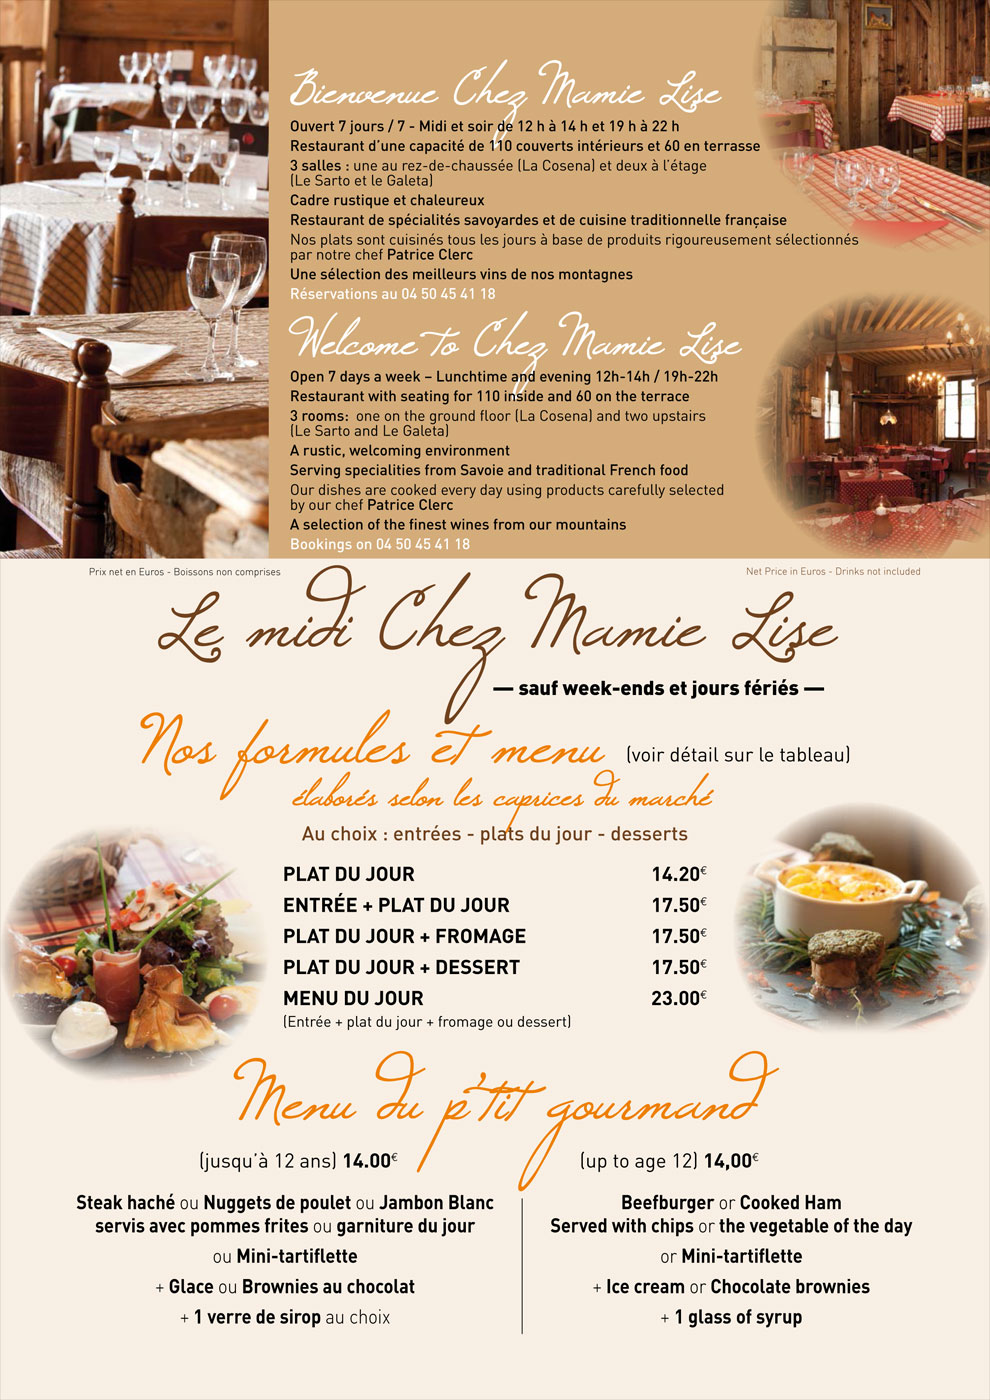 Bienvenue Chez Mamie Lise
Ouvert 7 jours / 7 - Midi et soir de 12 h à 14 h et 19 h à 22 h
Restaurant d’une capacité de 110 couverts intérieurs et 60 en terrasse
3 salles : une au rez-de-chaussée (La Cosena) et deux à l’étage
(Le Sarto et le Galeta)
Cadre rustique et chaleureux
Restaurant de spécialités savoyardes et de cuisine traditionnelle française
Nos plats sont cuisinés tous les jours à base de produits rigoureusement sélectionnés
par notre chef Patrice Clerc
Une sélection des meilleurs vins de nos montagnes
Réservations au 04 50 45 41 18
Welcome To Chez Mamie Lise
Open 7 days a week – Lunchtime and evening 12h-14h / 19h-22h
Restaurant with seating for 110 inside and 60 on the terrace
3 rooms: one on the ground floor (La Cosena) and two upstairs
(Le Sarto and Le Galeta)
A rustic, welcoming environment
Serving specialities from Savoie and traditional French food
Our dishes are cooked every day using products carefully selected
by our chef Patrice Clerc
A selection of the finest wines from our mountains
Bookings on 04 50 45 41 18
Prix net en Euros - Boissons non comprises
Net Price in Euros - Drinks not included
Le midi Chez Mamie Lise
— sauf week-ends et jours fériés —
Nos formules et menu (voir détail sur le tableau)
élaborés selon les caprices du marché
Au choix : entrées - plats du jour - desserts
PLAT DU JOUR 14.20€
ENTRÉE + PLAT DU JOUR 17.50€
PLAT DU JOUR + FROMAGE 17.50€
PLAT DU JOUR + DESSERT 17.50€
MENU DU JOUR 23.00€
(Entrée + plat du jour + fromage ou dessert)
Menu du p'tit gourmand
(jusqu’à 12 ans) 14.00€
Steak haché ou Nuggets de poulet ou Jambon Blanc
servis avec pommes frites ou garniture du jour
ou Mini-tartiflette
+ Glace ou Brownies au chocolat
+ 1 verre de sirop au choix
(up to age 12) 14,00€
Beefburger or Cooked Ham
Served with chips or the vegetable of the day
or Mini-tartiflette
+ Ice cream or Chocolate brownies
+ 1 glass of syrup